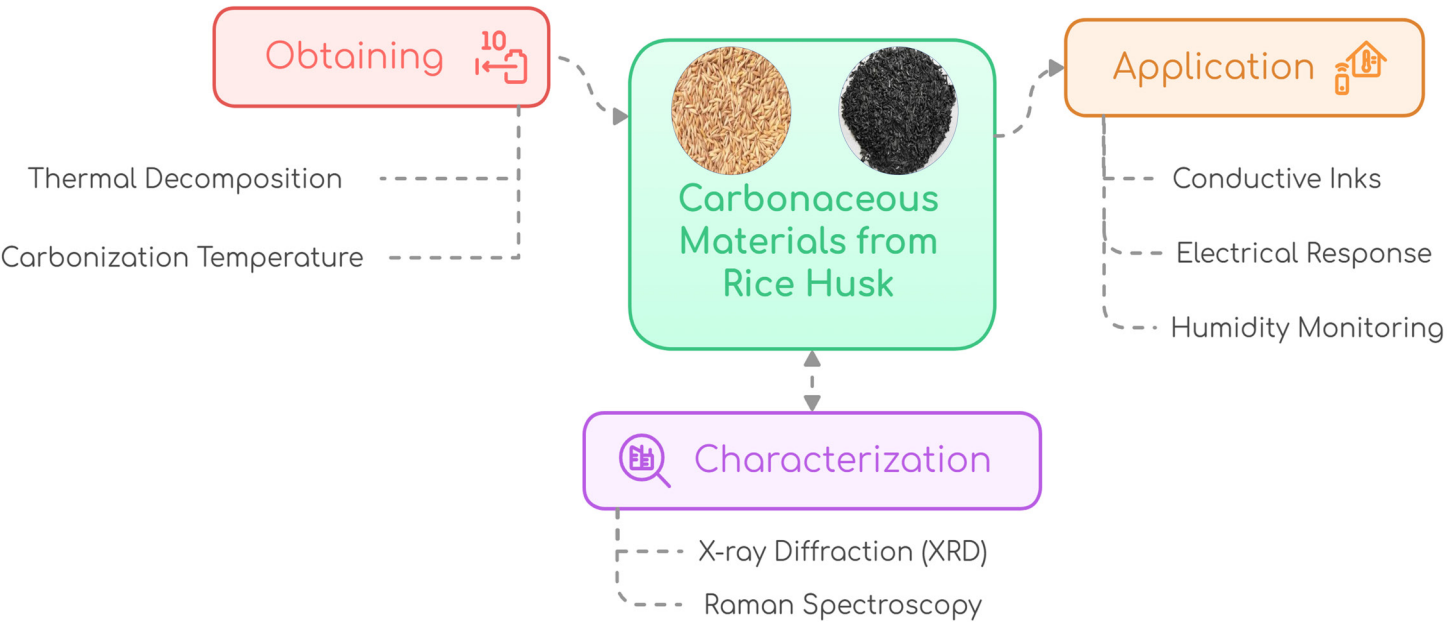 Obtaining
10
Thermal Decomposition
Carbonization Temperature
Carbonaceous
Materials from
Rice Husk
Application
Conductive Inks
Electrical Response
Humidity Monitoring
Characterization
X-ray Diffraction (XRD)
Raman Spectroscopy